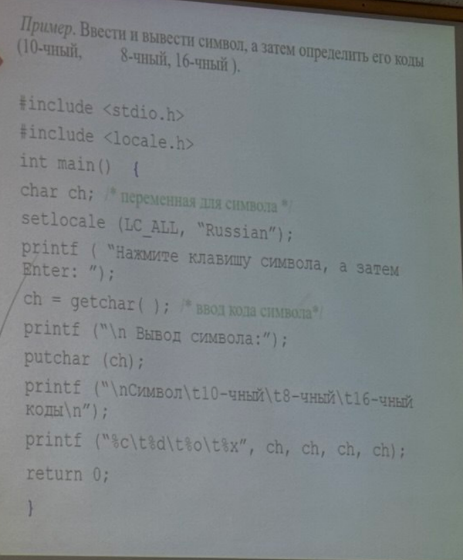 Пример. Ввести и вывести символ, а затем определить его коды
(10-чный, 8-чный, 16-чный ).
#include <stdio.h>
#include <locale.h>
int main() {
char ch; /* переменная для символа */
setlocale (LC_ALL, “Russian”);
printf ( “Нажмите клавишу символа, а затем
Enter: ”);
ch = getchar( ); /* ввод кода символа*/
printf (“\n Вывод символа:”);
putchar (ch);
printf (“\nСимвол\t10-чный\t8-чный\t16-чный
коды\n”);
printf (“%c\t%d\t%o\t%x”, ch, ch, ch, ch);
return 0;
}